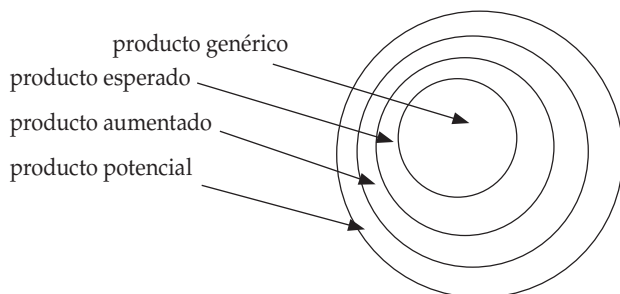 producto genérico
producto esperado
producto aumentado
producto potencial